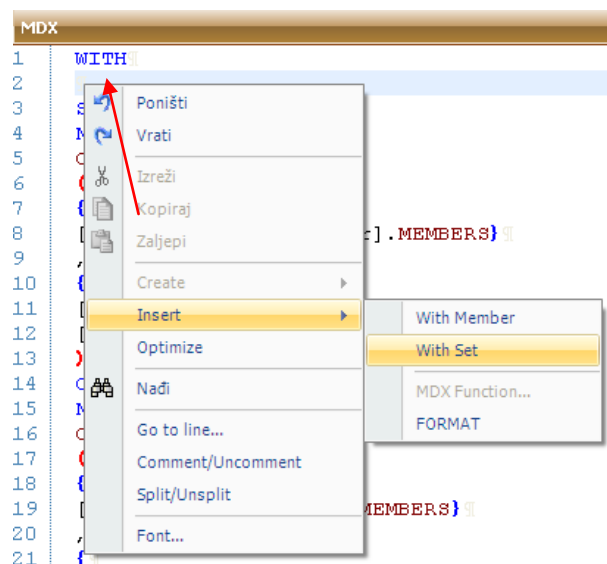 MDX
1 WITH¶
2
3 S
4 N Poništi
5 C Vrati
6 (
7 { Izreži
8 [ Kopiraj r].MEMBERS}¶
9 , Zaljepi
10 {
11 [ Create
12 [ Insert With Member
13 ) Optimize With Set
14 Nađi MDX Function...
15 FORMAT
16 Go to line...
17 ( Comment/Uncomment
18 { Split/Unsplit
19 [ MEMBERS}¶
20 , Font...
21 {